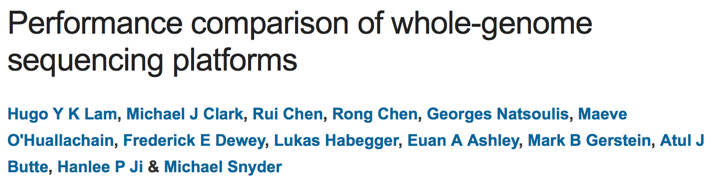 Performance comparison of whole-genome
sequencing platforms
Hugo Y K Lam, Michael J Clark, Rui Chen, Rong Chen, Georges Natsoulis, Maeve
O'Huallachain, Frederick E Dewey, Lukas Habegger, Euan A Ashley, Mark B Gerstein, Atul J
Butte, Hanlee P Ji & Michael Snyder